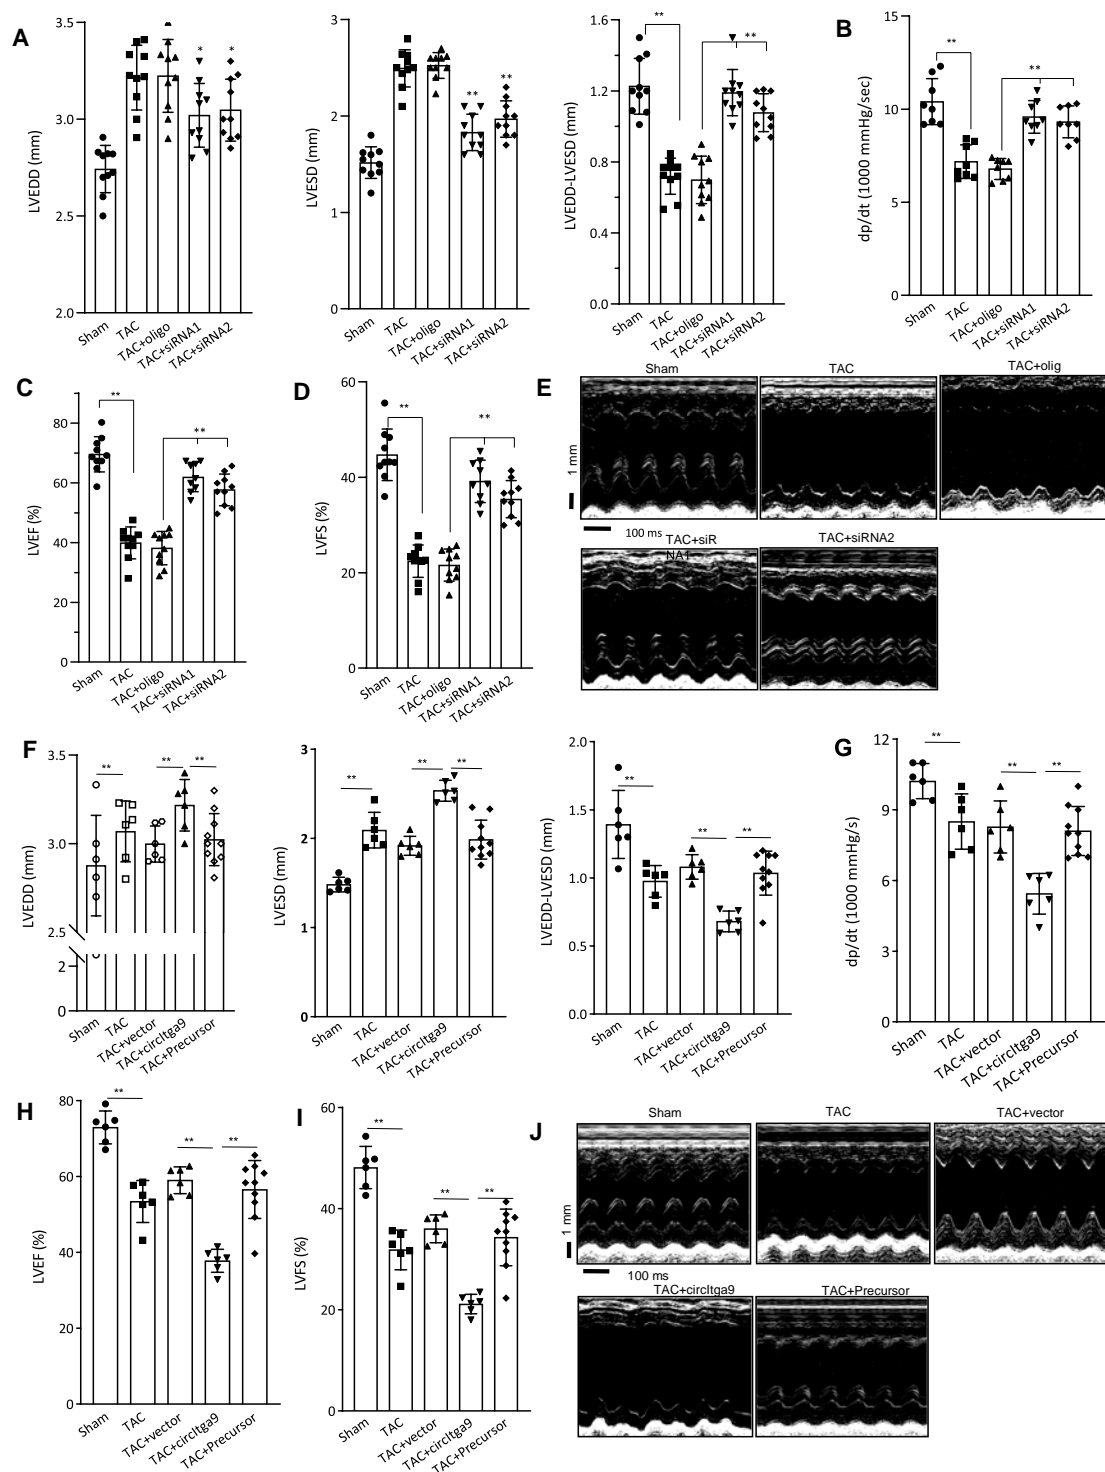 A
LVEDD (mm)
3.5
3.0
2.5
2.0
*
*
Sham
TAC
TAC+oligo
TAC+siRNA1
TAC+siRNA2
LVESD (mm)
3
2
1
0
**
**
Sham
TAC
TAC+oligo
TAC+siRNA1
TAC+siRNA2
LVEDD-LVESD (mm)
1.6
1.2
0.8
0.4
0.0
**
**
Sham
TAC
TAC+oligo
TAC+siRNA1
TAC+siRNA2
B
dp/dt (1000 mmHg/sec)
15
10
5
0
**
**
Sham
TAC
TAC+oligo
TAC+siRNA1
TAC+siRNA2
C
LVEF (%)
80
60
40
20
0
**
**
Sham
TAC
TAC+oligo
TAC+siRNA1
TAC+siRNA2
D
LVFS (%)
60
40
20
0
**
**
Sham
TAC
TAC+oligo
TAC+siRNA1
TAC+siRNA2
E
Sham
TAC
TAC+olig
1 mm
100 ms
TAC+siR
NA1
TAC+siRNA2
F
LVEDD (mm)
3.5
3.0
2.5
2
0
**
**
**
Sham
TAC
TAC+vector
TAC+circItga9
TAC+Precursor
LVESD (mm)
3
2
1
0
**
**
**
Sham
TAC
TAC+vector
TAC+circItga9
TAC+Precursor
LVEDD-LVESD (mm)
2.0
1.5
1.0
0.5
0.0
**
**
**
Sham
TAC
TAC+vector
TAC+circItga9
TAC+Precursor
G
dp/dt (1000 mmHg/s)
12
9
6
3
0
**
**
**
Sham
TAC
TAC+vector
TAC+circItga9
TAC+Precursor
H
LVEF (%)
80
60
40
20
0
**
**
**
Sham
TAC
TAC+vector
TAC+circItga9
TAC+Precursor
I
LVFS (%)
60
40
20
0
**
**
**
Sham
TAC
TAC+vector
TAC+circItga9
TAC+Precursor
J
Sham
TAC
TAC+vector
1 mm
100 ms
TAC+circItga9
TAC+Precursor